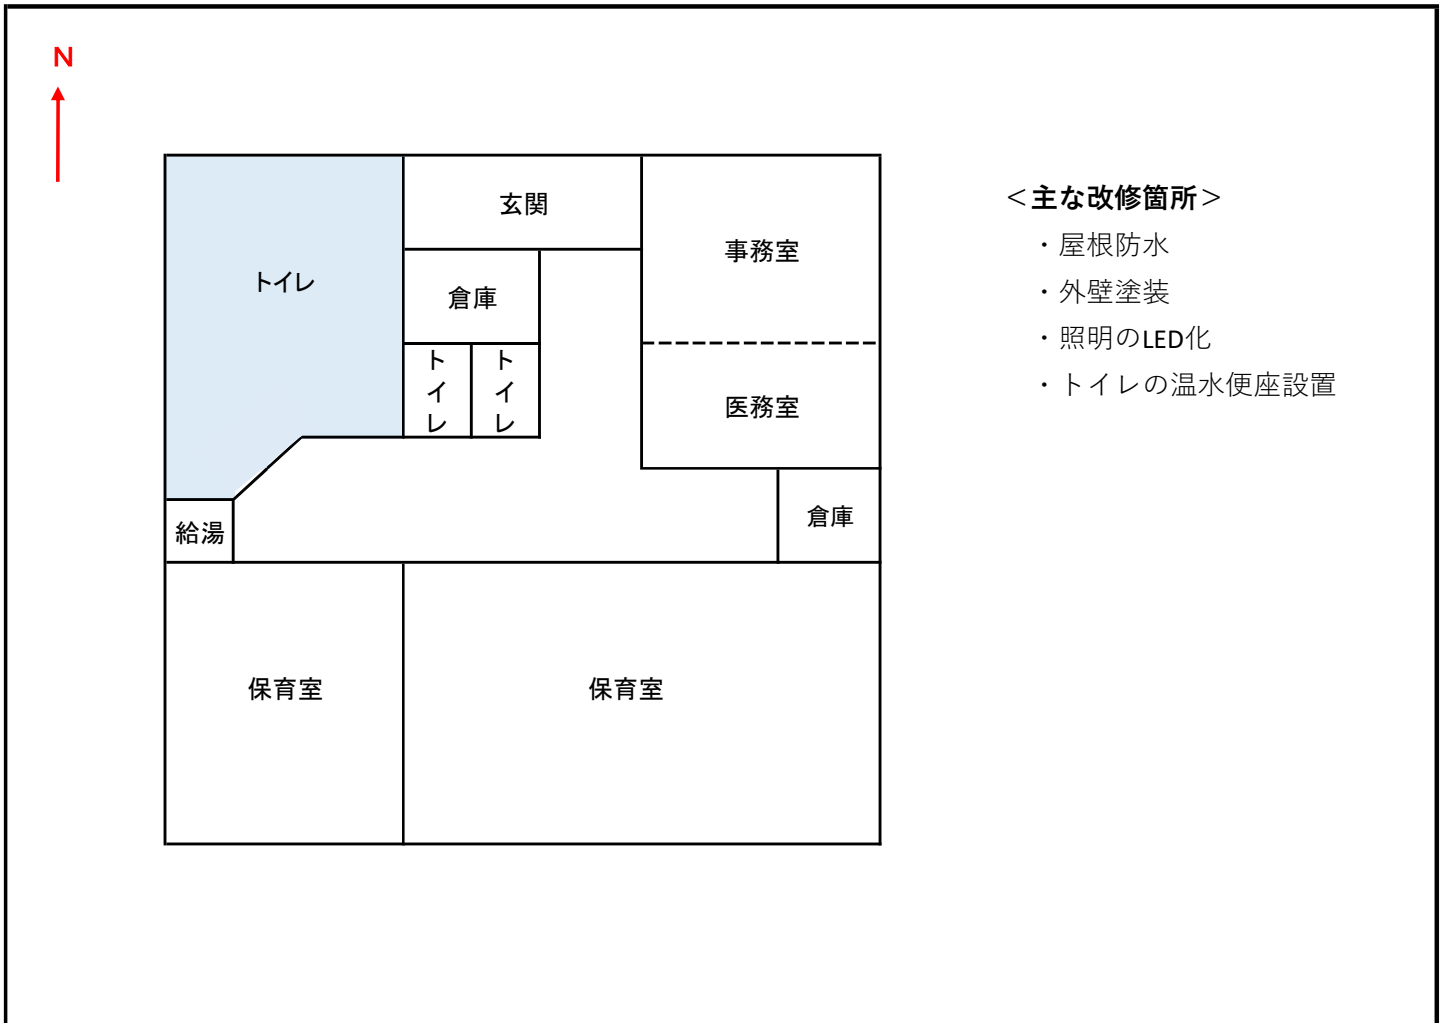 N
玄関
事務室
トイレ
倉庫
トイレ
トイレ
医務室
倉庫
給湯
保育室
保育室
＜主な改修箇所＞
・屋根防水
・外壁塗装
・照明のLED化
・トイレの温水便座設置